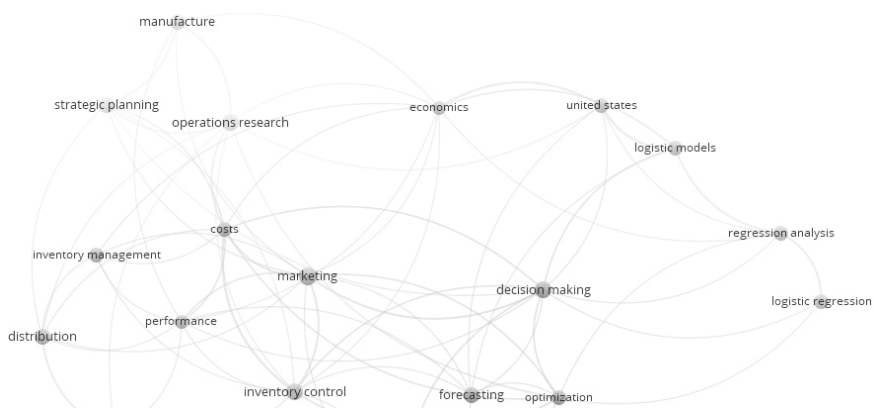 manufacture
strategic planning
economics
united states
operations research
logistic models
costs
regression analysis
inventory management
marketing
decision making
logistic regression
performance
distribution
inventory control
forecasting
optimization